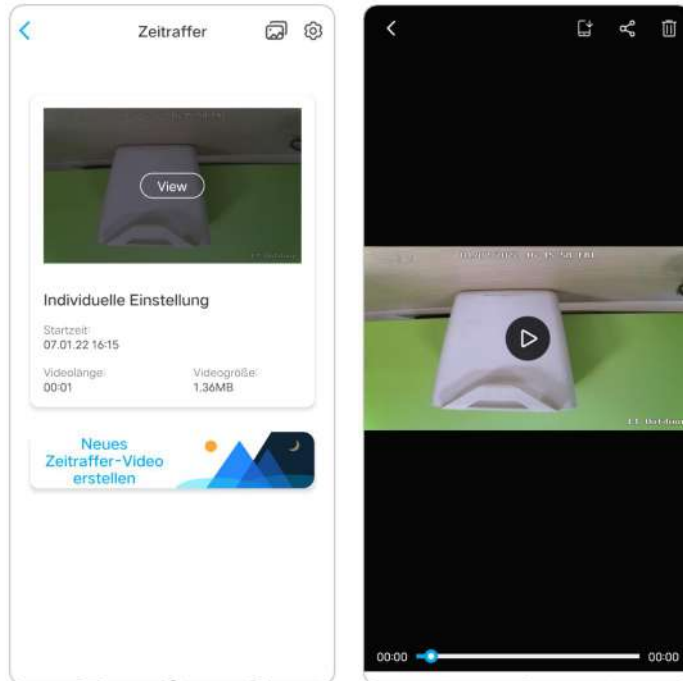 Zeitraffer
View
Individuelle Einstellung
Startzeit:
07.01.22 16:15
Videolänge:
00:01
Videogröße:
1.36MB
Neues
Zeitraffer-Video
erstellen
00:00
00:00